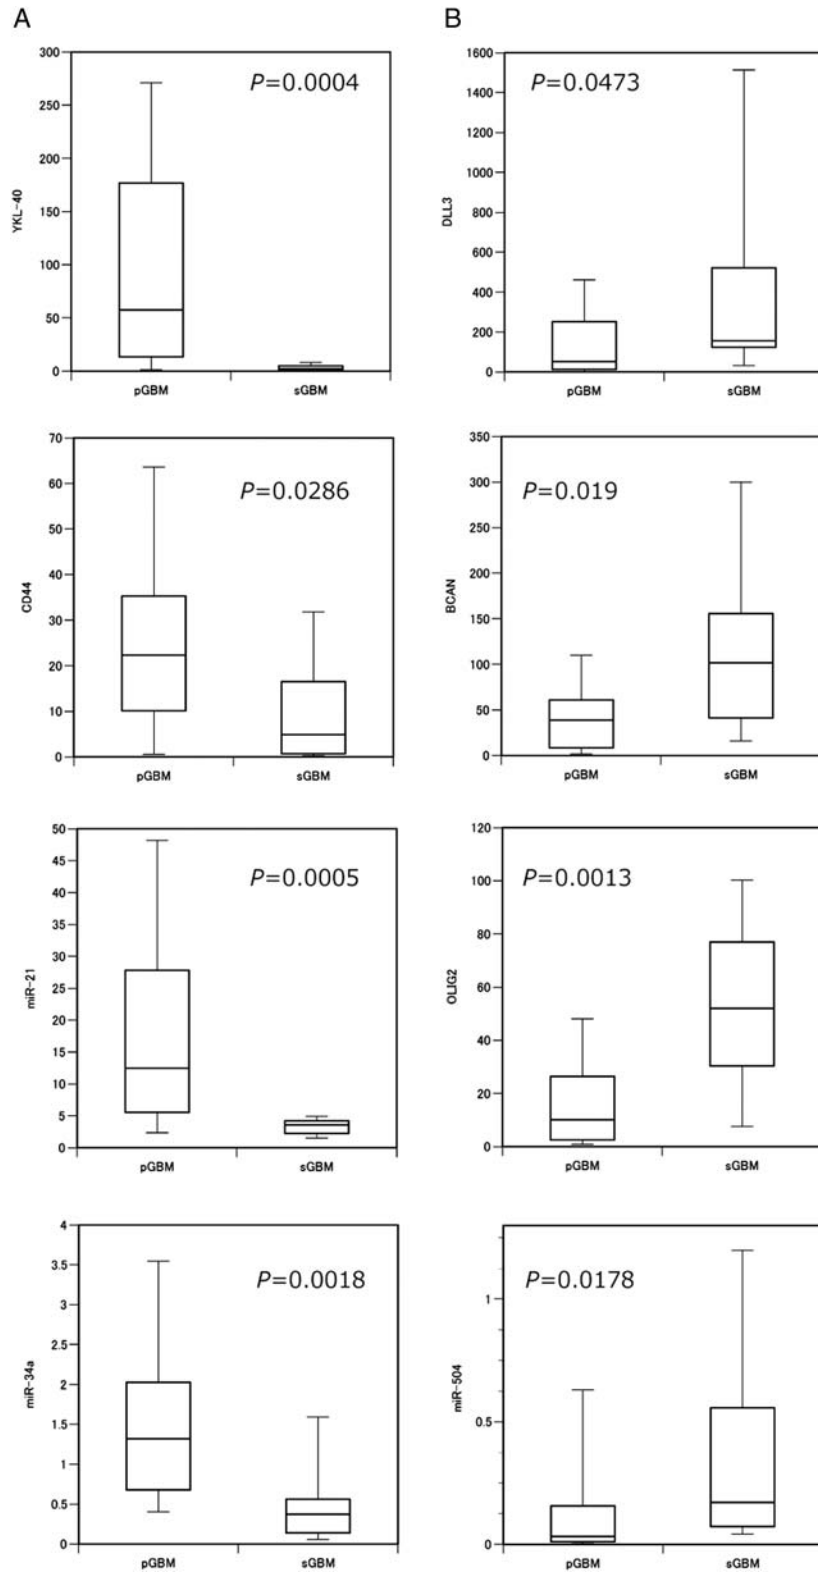 A
B
300
250
200
150
100
50
0
YKL-40
P=0.0004
pGBM
sGBM
1600
1400
1200
1000
800
600
400
200
0
DLL3
P=0.0473
pGBM
sGBM
70
60
50
40
30
20
10
0
CD44
P=0.0286
pGBM
sGBM
350
300
250
200
150
100
50
0
BCAN
P=0.019
pGBM
sGBM
50
45
40
35
30
25
20
15
10
5
0
miR-21
P=0.0005
pGBM
sGBM
120
100
80
60
40
20
0
OLIG2
P=0.0013
pGBM
sGBM
4
3.5
3
2.5
2
1.5
1
0.5
0
miR-34a
P=0.0018
pGBM
sGBM
1
0.5
0
miR-504
P=0.0178
pGBM
sGBM